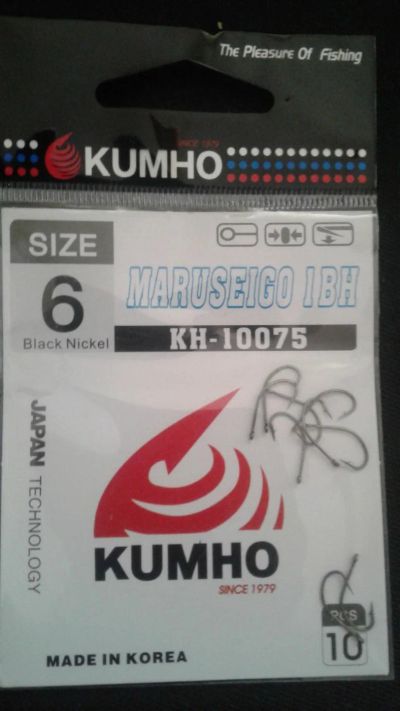 The Pleasure Of Fishing
SINCE 1979
KUMHO
SIZE
6
Black Nickel
MARUSEIGO 1BH
KH-10075
JAPAN TECHNOLOGY
KUMHO
SINCE 1979
PCS
10
MADE IN KOREA